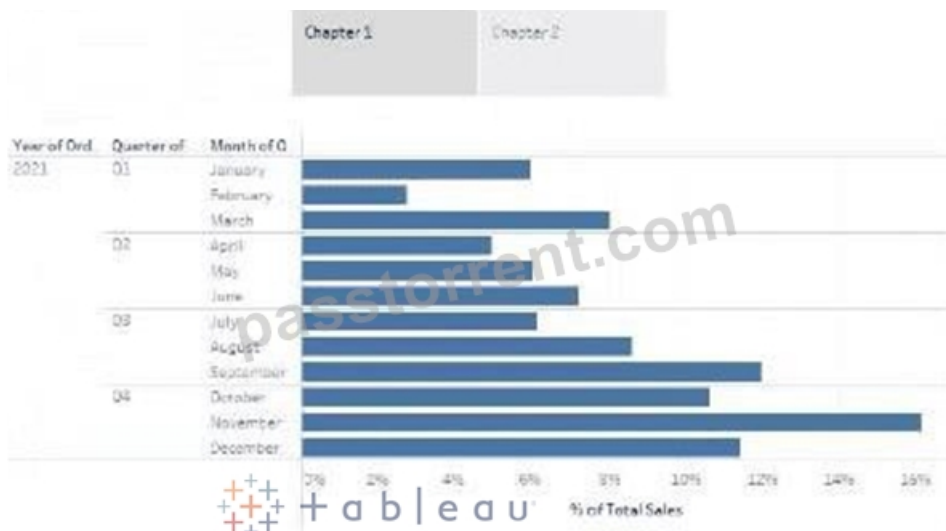 Chapter 1 Chapter 2
Year of Ord.. Quarter of Month of O
2021 Q1 January
February
March
Q2 April
May
June
Q3 July
August
September
Q4 October
November
December
0% 2% 4% 6% 8% 10% 12% 14% 16%
% of Total Sales
passtorrent.com
+ableau